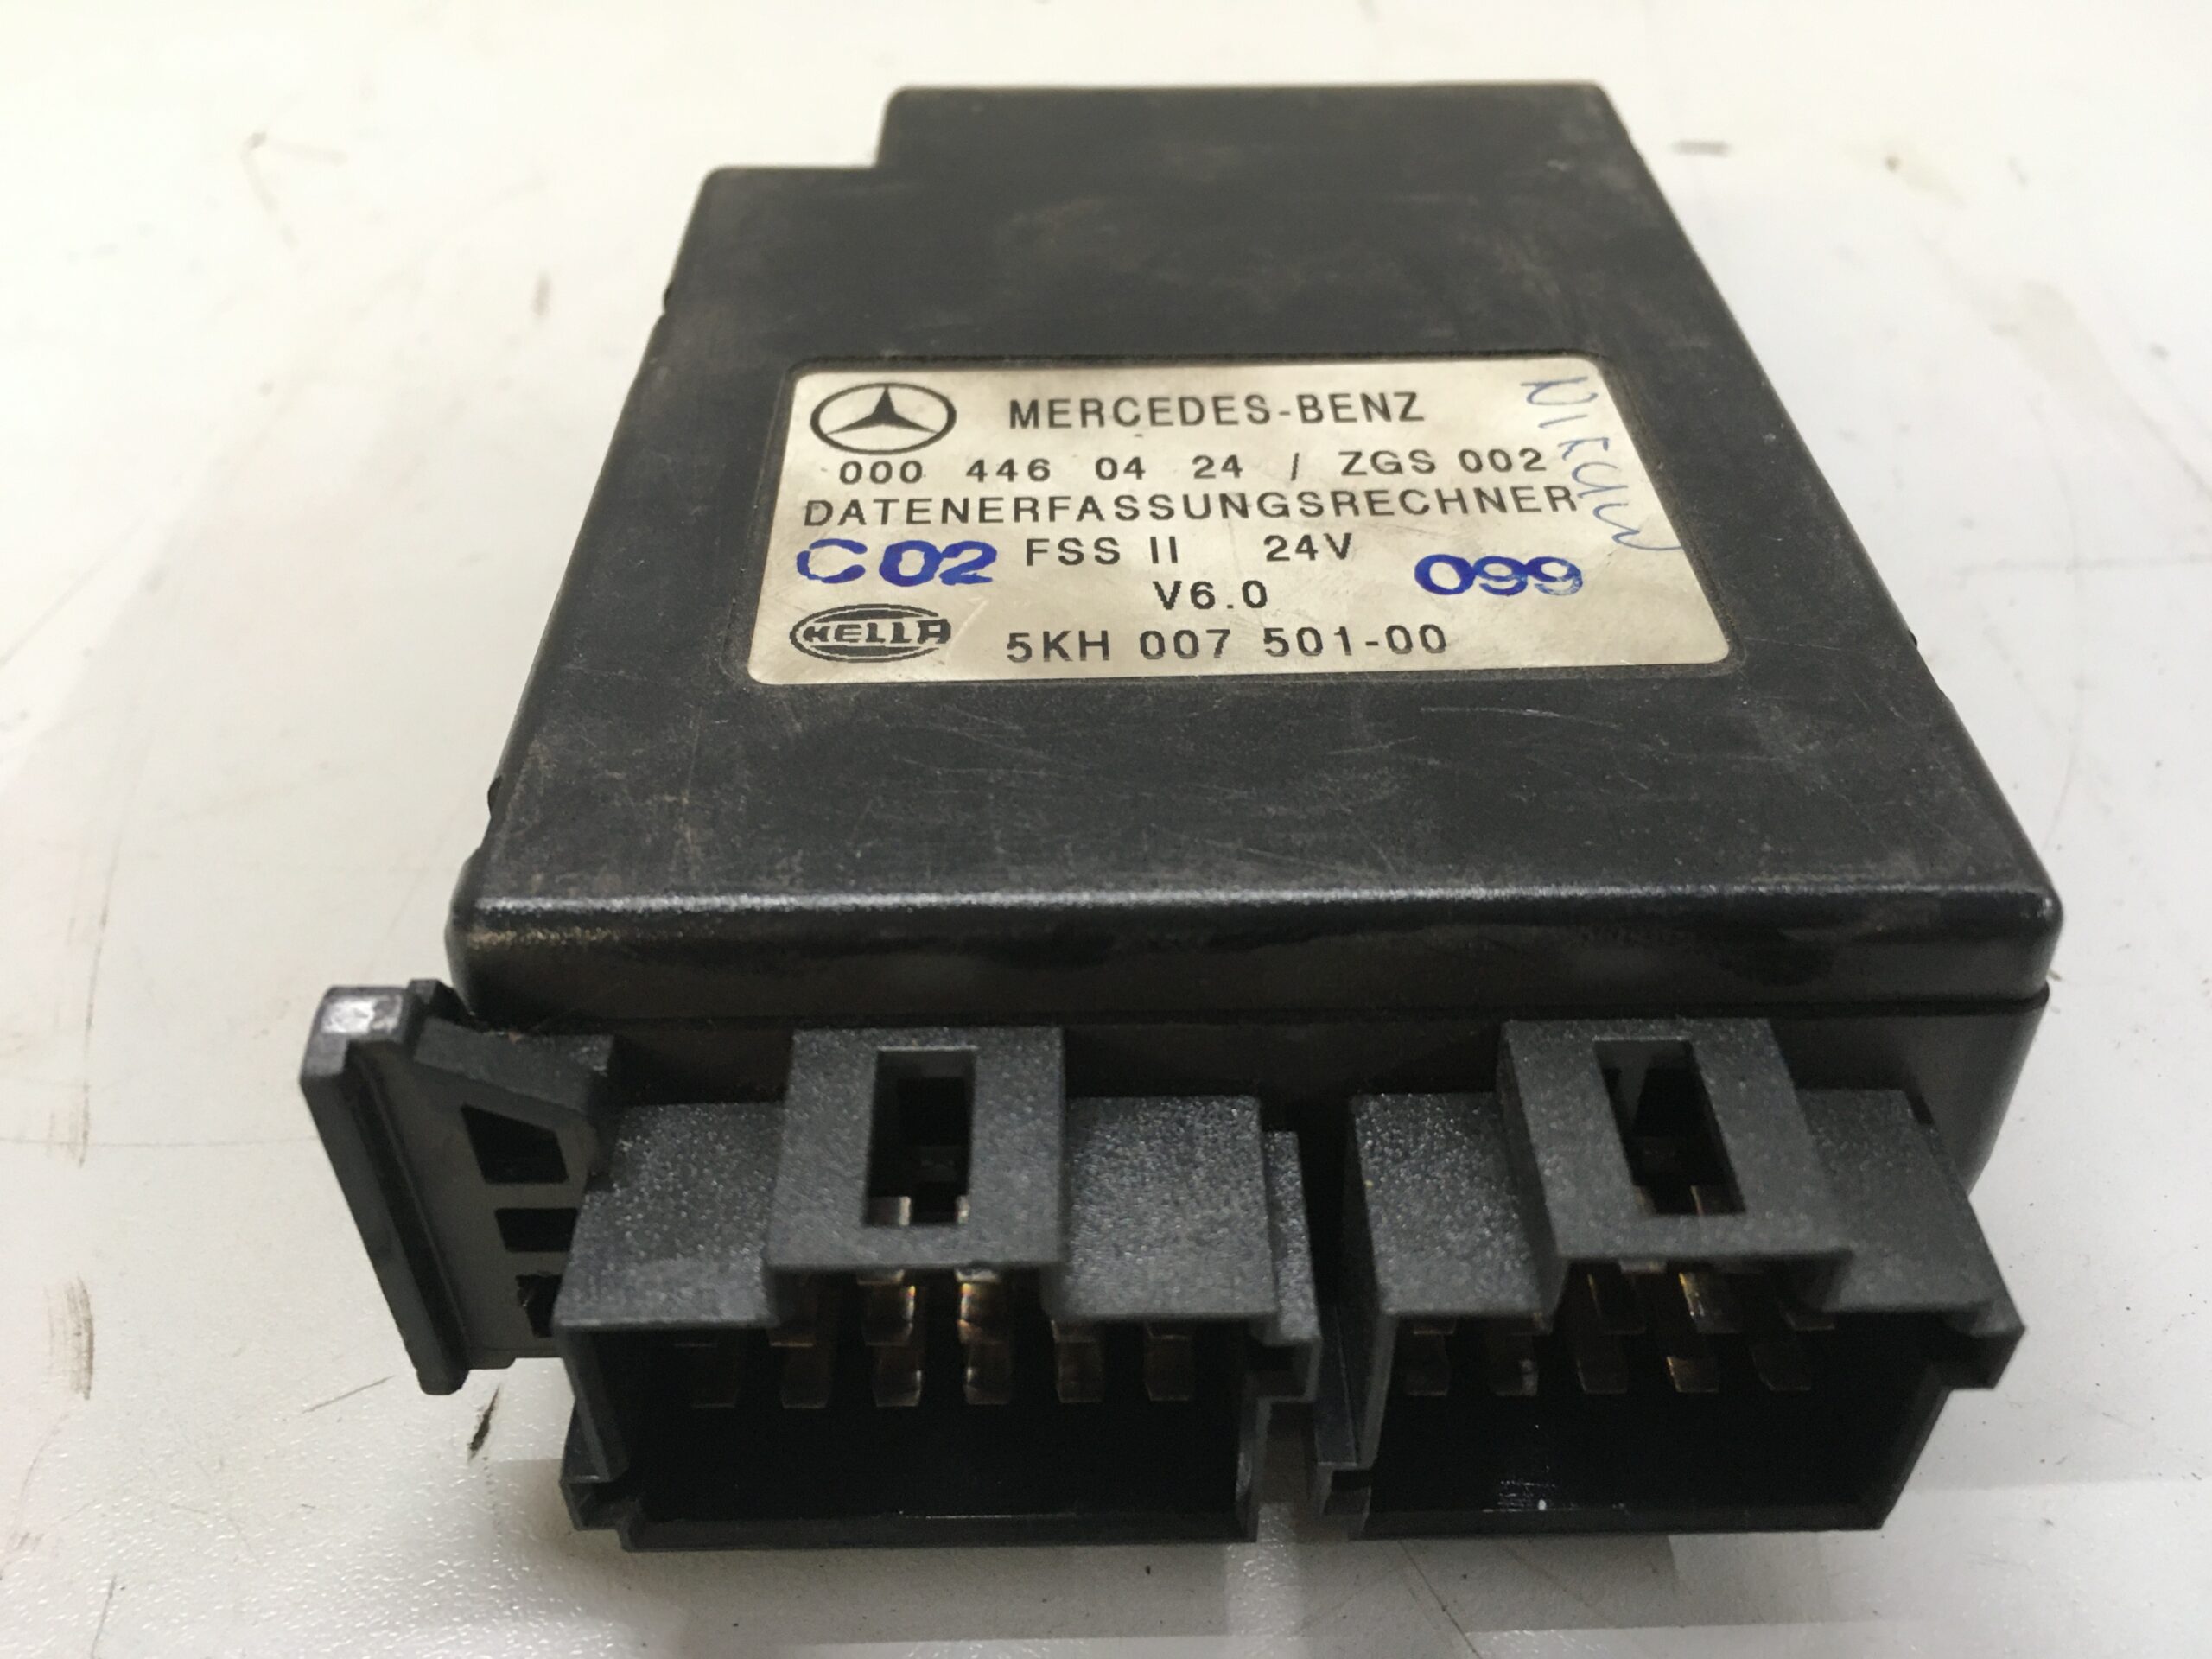 MERCEDES-BENZ
000 446 04 24 / ZGS 002
DATENERFASSUNGSRECHNER
C02 FSS II 24V 099
V6.0
HELLA 5KH 007 501-00